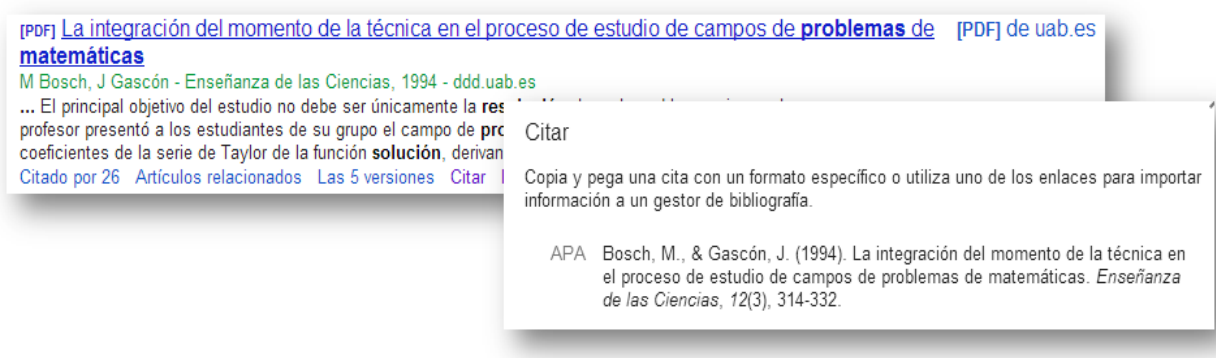 [PDF] La integración del momento de la técnica en el proceso de estudio de campos de problemas de [PDF] de uab.es
matemáticas
M Bosch, J Gascón - Enseñanza de las Ciencias, 1994 - ddd.uab.es
... El principal objetivo del estudio no debe ser únicamente la
profesor presentó a los estudiantes de su grupo el campo de
coeficientes de la serie de Taylor de la función solución,
Citado por 26 Artículos relacionados Las 5 versiones Citar
Citar
Copia y pega una cita con un formato específico o utiliza uno de los enlaces para importar
información a un gestor de bibliografía.
APA Bosch, M., & Gascón, J. (1994). La integración del momento de la técnica en
el proceso de estudio de campos de problemas de matemáticas. Enseñanza
de las Ciencias, 12(3), 314-332.